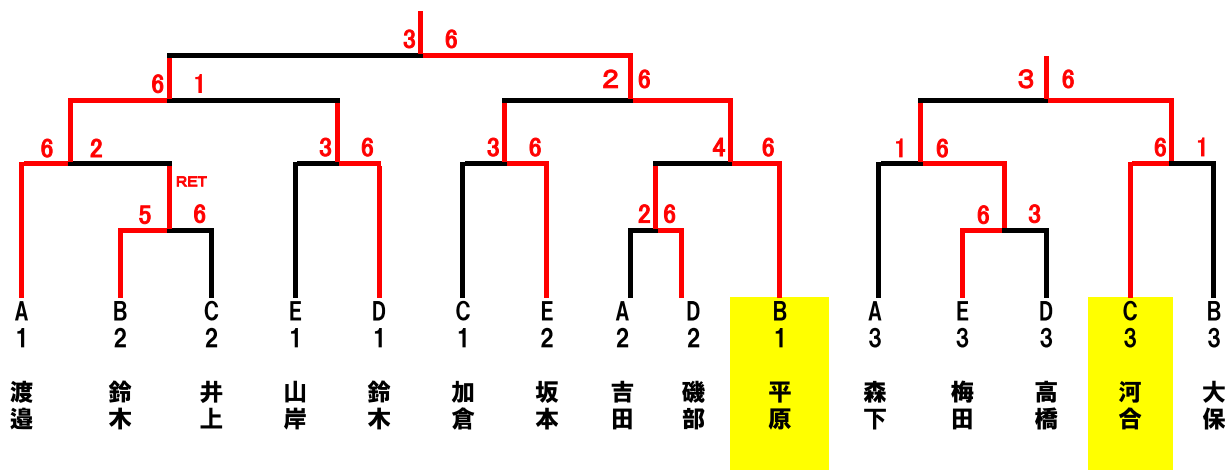 3 6
6 1 2 6 3 6
6 2 3 6 3 6 4 6 1 6 6 1
RET
5 6 2 6 6 3
A B C E D C E A D B A E D C B
1 2 2 1 1 1 2 2 2 1 3 3 3 3 3
渡邉 鈴木 井上 山岸 鈴木 加倉 坂本 吉田 磯部 平原 森下 梅田 高橋 河合 大保